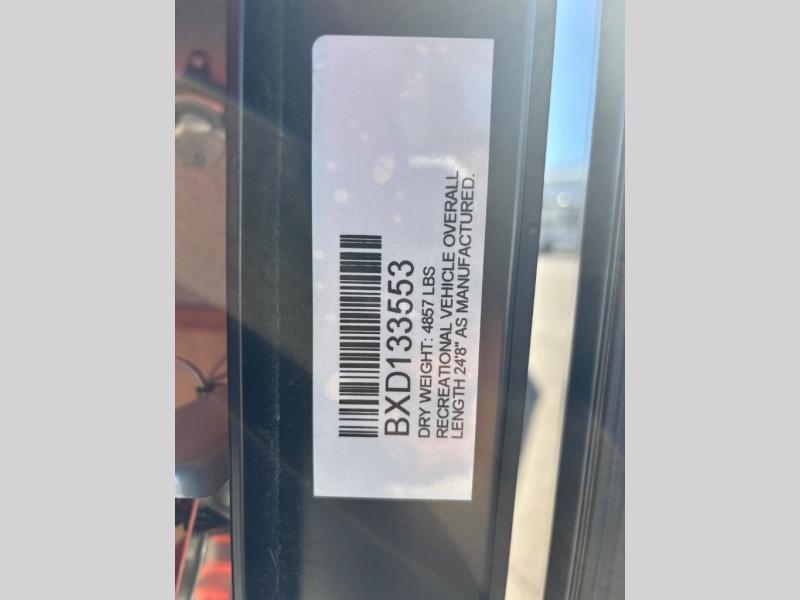 BXD133553
DRY WEIGHT: 4857 LBS
RECREATIONAL VEHICLE OVERALL
LENGTH 24'8" AS MANUFACTURED.